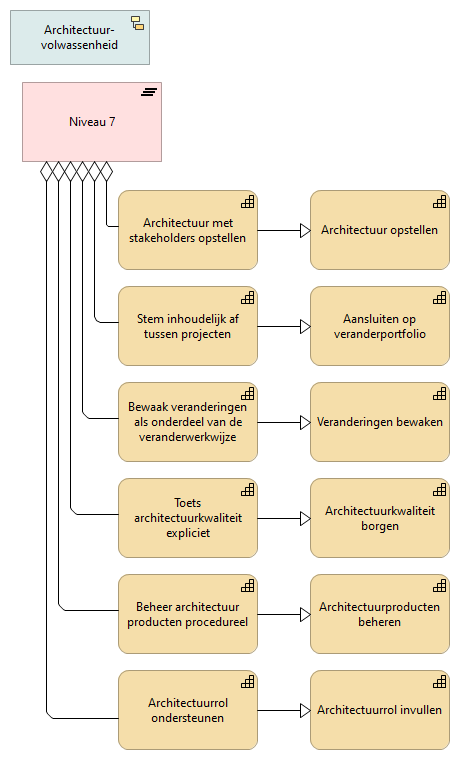 Architectuur-
volwassenheid
Niveau 7
Architectuur met
stakeholders opstellen
Architectuur opstellen
Stem inhoudelijk af
tussen projecten
Aansluiten op
veranderportfolio
Bewaak veranderingen
als onderdeel van de
veranderwerkwijze
Veranderingen bewaken
Toets
architectuurkwaliteit
expliciet
Architectuurkwaliteit
borgen
Beheer architectuur
producten procedureel
Architectuurproducten
beheren
Architectuurrol
ondersteunen
Architectuurrol invullen